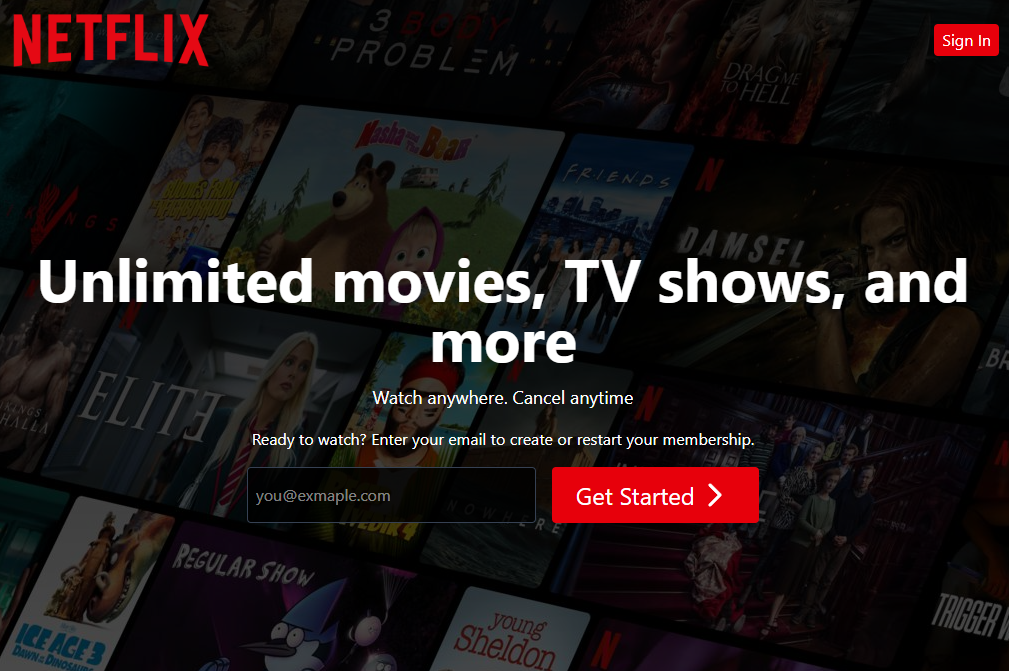 NETFLIX
3 BODY
PROBLEM
Sign In
DRAG ME
TO HELL
Masha and The Bear
FRIENDS
DAMSEL
Unlimited movies, TV shows, and
more
ELITE
Watch anywhere. Cancel anytime
Ready to watch? Enter your email to create or restart your membership.
you@exmaple.com
Get Started
NOWHERE
REGULAR SHOW
young
Sheldon
ICE AGE 3
DAWN OF THE DINOSAURS
TRIGGER